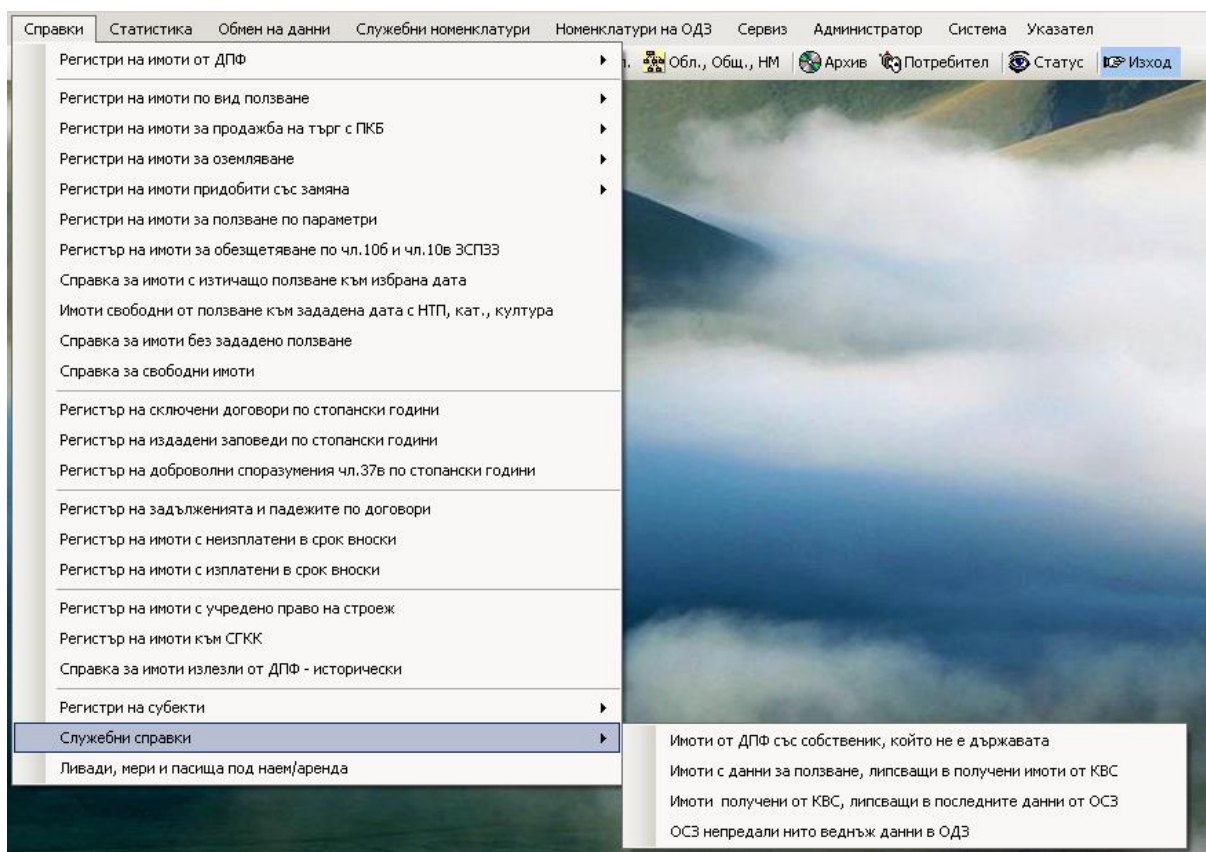 Справки Статистика Обмен на данни Служебни номенклатури Номенклатури на ОДЗ Сервиз Администратор Система Указател
Обл., Общ., НМ Архив Потребител Статус Изход
Регистри на имоти от ДПФ
Регистри на имоти по вид ползване
Регистри на имоти за продажба на търг с ПКБ
Регистри на имоти за оземляване
Регистри на имоти придобити със замяна
Регистри на имоти за ползване по параметри
Регистър на имоти за обезщетяване по чл.10б и чл.10в ЗСПЗЗ
Справка за имоти с изтичащо ползване към избрана дата
Имоти свободни от ползване към зададена дата с НТП, кат., култура
Справка за имоти без зададено ползване
Справка за свободни имоти
Регистър на сключени договори по стопански години
Регистър на издадени заповеди по стопански години
Регистър на доброволни споразумения чл.37в по стопански години
Регистър на задълженията и падежите по договори
Регистър на имоти с неизплатени в срок вноски
Регистър на имоти с изплатени в срок вноски
Регистър на имоти с учредено право на строеж
Регистър на имоти към СГКК
Справка за имоти излезли от ДПФ - исторически
Регистри на субекти
Служебни справки
Ливади, мери и пасища под наем/аренда
Имоти от ДПФ със собственик, който не е държавата
Имоти с данни за ползване, липсващи в получени имоти от КВС
Имоти получени от КВС, липсващи в последните данни от ОСЗ
ОСЗ непредали нито веднъж данни в ОДЗ